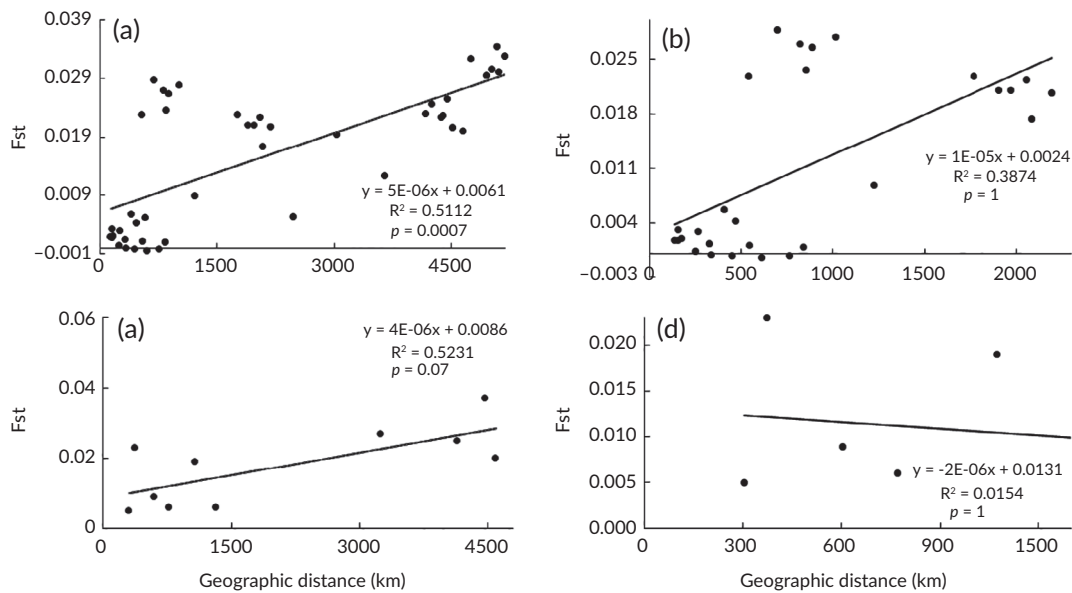 0.039
(a)
0.029
0.019
Fst
0.009
y = 5E-06x + 0.0061
R² = 0.5112
p = 0.0007
−0.001
0
1500
3000
4500
(b)
0.025
0.018
Fst
0.011
y = 1E-05x + 0.0024
R² = 0.3874
p = 1
0.004
−0.003
0
500
1000
1500
2000
0.06
(a)
y = 4E-06x + 0.0086
R² = 0.5231
p = 0.07
0.04
Fst
0.02
0
0
1500
3000
4500
Geographic distance (km)
(d)
0.020
0.015
Fst
0.010
y = -2E-06x + 0.0131
0.005
R² = 0.0154
p = 1
0.000
0
300
600
900
1500
Geographic distance (km)